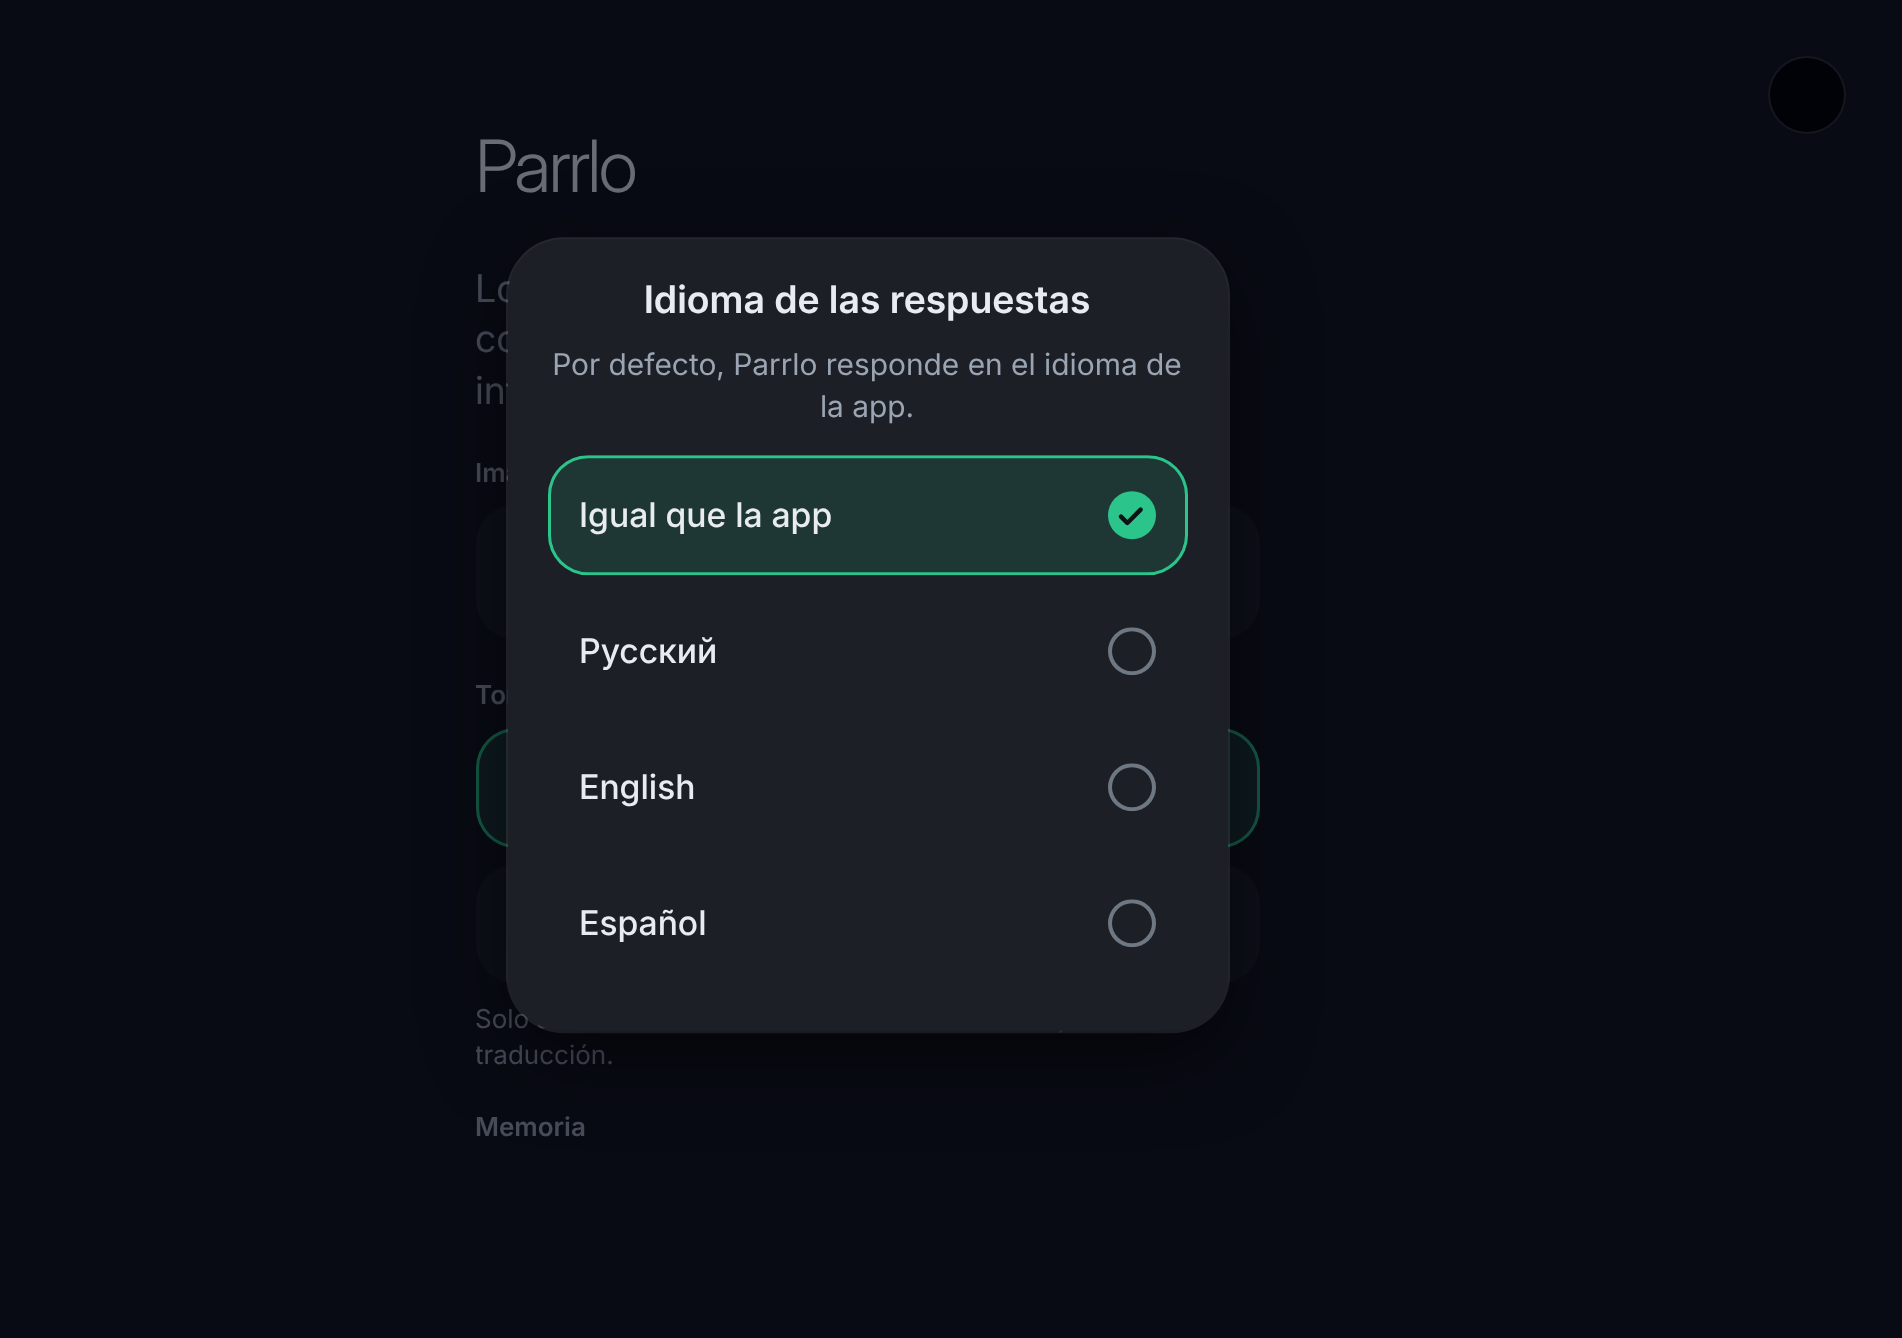 Parrlo
Idioma de las respuestas
Por defecto, Parrlo responde en el idioma de
la app.
Igual que la app
Русский
English
Español
Solo
traducción.
Memoria